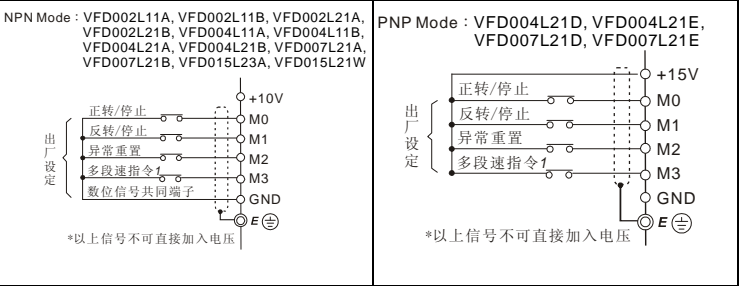 NPN Mode：VFD002L11A, VFD002L11B, VFD002L21A,
VFD002L21B, VFD004L11A, VFD004L11B,
VFD004L21A, VFD004L21B, VFD007L21A,
VFD007L21B, VFD015L23A, VFD015L21W
+10V
正转/停止
M0
反转/停止
M1
异常重置
M2
多段速指令1
M3
数位信号共同端子
GND
E
出厂设定
*以上信号不可直接加入电压
PNP Mode：VFD004L21D, VFD004L21E,
VFD007L21D, VFD007L21E
+15V
正转/停止
M0
反转/停止
M1
异常重置
M2
多段速指令1
M3
GND
E
出厂设定
*以上信号不可直接加入电压